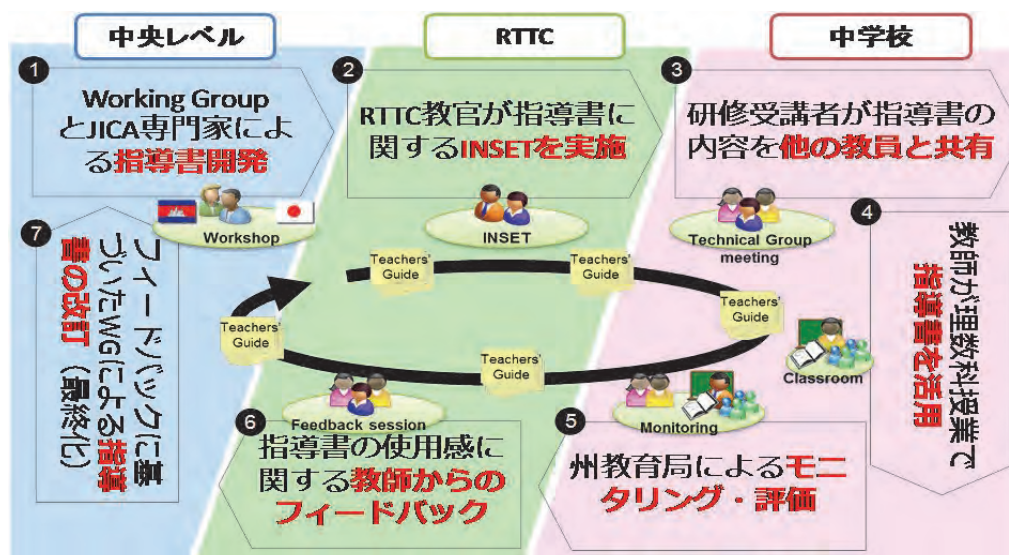 中央レベル
RTTC
中学校
1
Working Group
とJICA専門家によ
る指導書開発
2
RTTC教官が指導書に
関するINSETを実施
3
研修受講者が指導書の
内容を他の教員と共有
Workshop
INSET
Technical Group
meeting
4
教師が理数科授業で
指導書を活用
7
フィードバックに基
づいたWGによる指導
書の改訂（最終化）
Teachers'
Guide
Teachers'
Guide
Teachers'
Guide
Teachers'
Guide
Teachers'
Guide
Classroom
Feedback session
Monitoring
6
指導書の使用感に
関する教師からの
フィードバック
5
州教育局によるモニ
タリング・評価